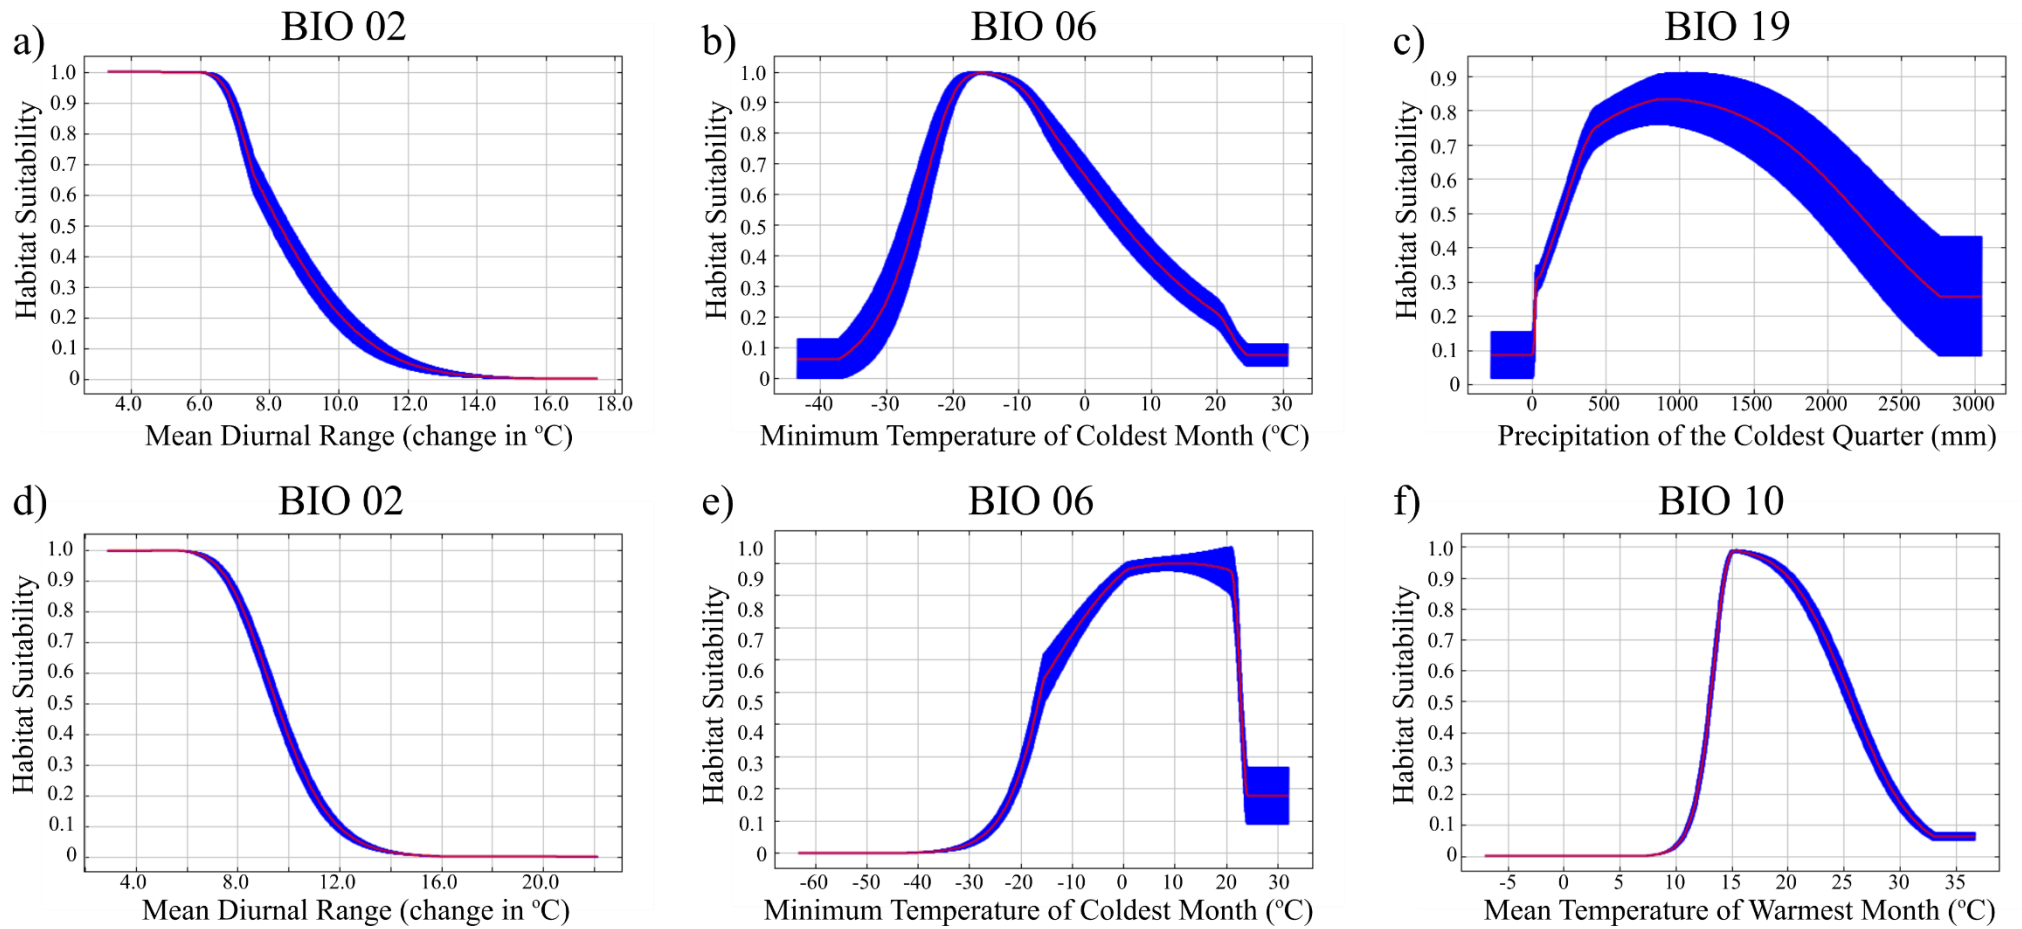 a)
BIO 02
Habitat Suitability
1.0
0.9
0.8
0.7
0.6
0.5
0.4
0.3
0.2
0.1
0
4.0 6.0 8.0 10.0 12.0 14.0 16.0 18.0
Mean Diurnal Range (change in ºC)
b)
BIO 06
Habitat Suitability
1.0
0.9
0.8
0.7
0.6
0.5
0.4
0.3
0.2
0.1
0
-40 -30 -20 -10 0 10 20 30
Minimum Temperature of Coldest Month (ºC)
c)
BIO 19
Habitat Suitability
0.9
0.8
0.7
0.6
0.5
0.4
0.3
0.2
0.1
0
0 500 1000 1500 2000 2500 3000
Precipitation of the Coldest Quarter (mm)
d)
BIO 02
Habitat Suitability
1.0
0.9
0.8
0.7
0.6
0.5
0.4
0.3
0.2
0.1
0
4.0 8.0 12.0 16.0 20.0
Mean Diurnal Range (change in ºC)
e)
BIO 06
Habitat Suitability
1.0
0.9
0.8
0.7
0.6
0.5
0.4
0.3
0.2
0.1
0
-60 -50 -40 -30 -20 -10 0 10 20 30
Minimum Temperature of Coldest Month (ºC)
f)
BIO 10
Habitat Suitability
1.0
0.9
0.8
0.7
0.6
0.5
0.4
0.3
0.2
0.1
0
-5 0 5 10 15 20 25 30 35
Mean Temperature of Warmest Month (ºC)